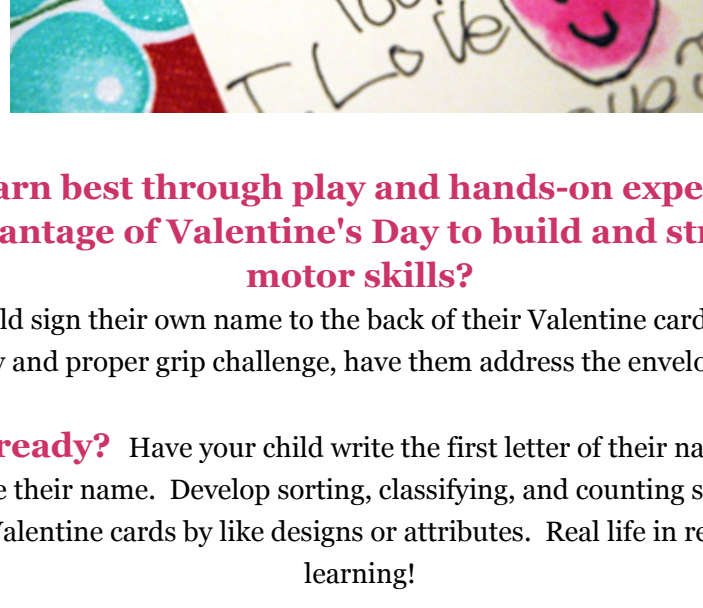 I Love
arn best through play and hands-on expe
antage of Valentine's Day to build and str
motor skills?
ld sign their own name to the back of their Valentine card
y and proper grip challenge, have them address the envelo
ready? Have your child write the first letter of their na
e their name. Develop sorting, classifying, and counting s
Valentine cards by like designs or attributes. Real life in re
learning!